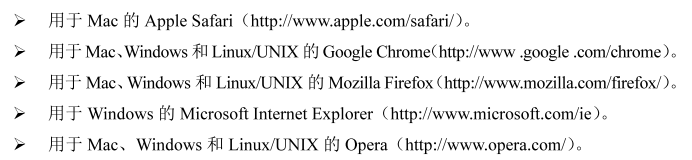 ➢ 用于 Mac 的 Apple Safari（http://www.apple.com/safari/）。
➢ 用于 Mac、Windows 和 Linux/UNIX 的 Google Chrome（http://www .google .com/chrome）。
➢ 用于 Mac、Windows 和 Linux/UNIX 的 Mozilla Firefox（http://www.mozilla.com/firefox/）。
➢ 用于 Windows 的 Microsoft Internet Explorer（http://www.microsoft.com/ie）。
➢ 用于 Mac、Windows 和 Linux/UNIX 的 Opera（http://www.opera.com/）。